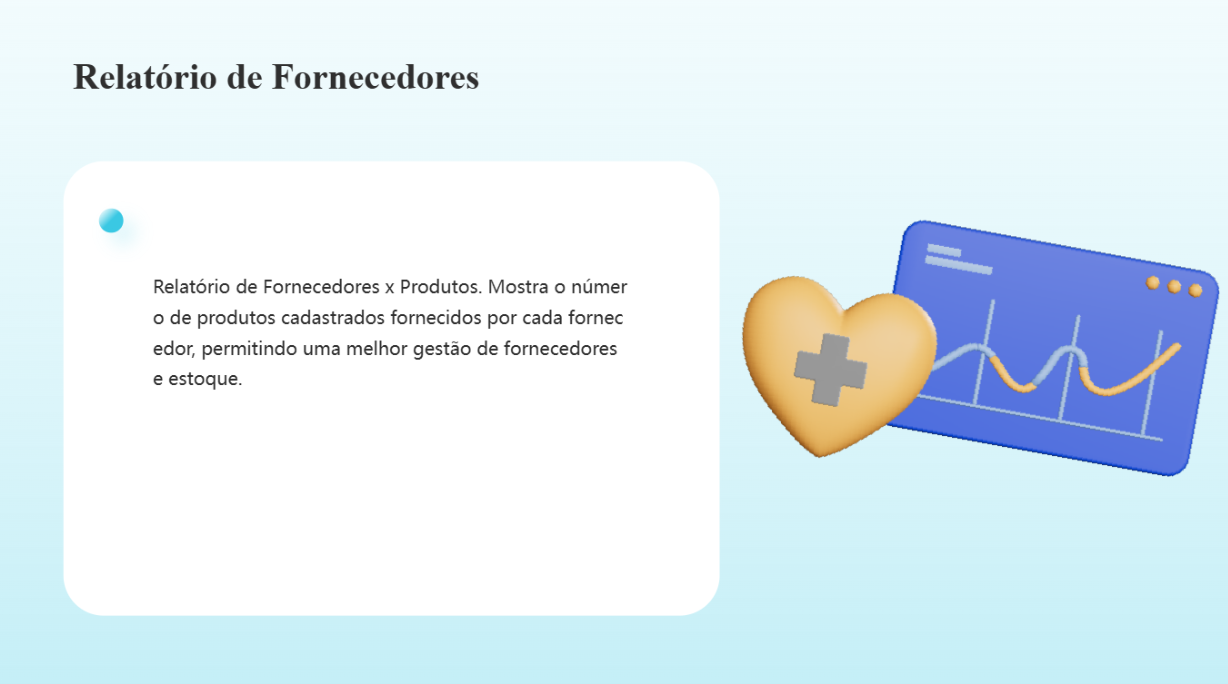 Relatório de Fornecedores
Relatório de Fornecedores x Produtos. Mostra o númer
o de produtos cadastrados fornecidos por cada fornec
edor, permitindo uma melhor gestão de fornecedores
e estoque.